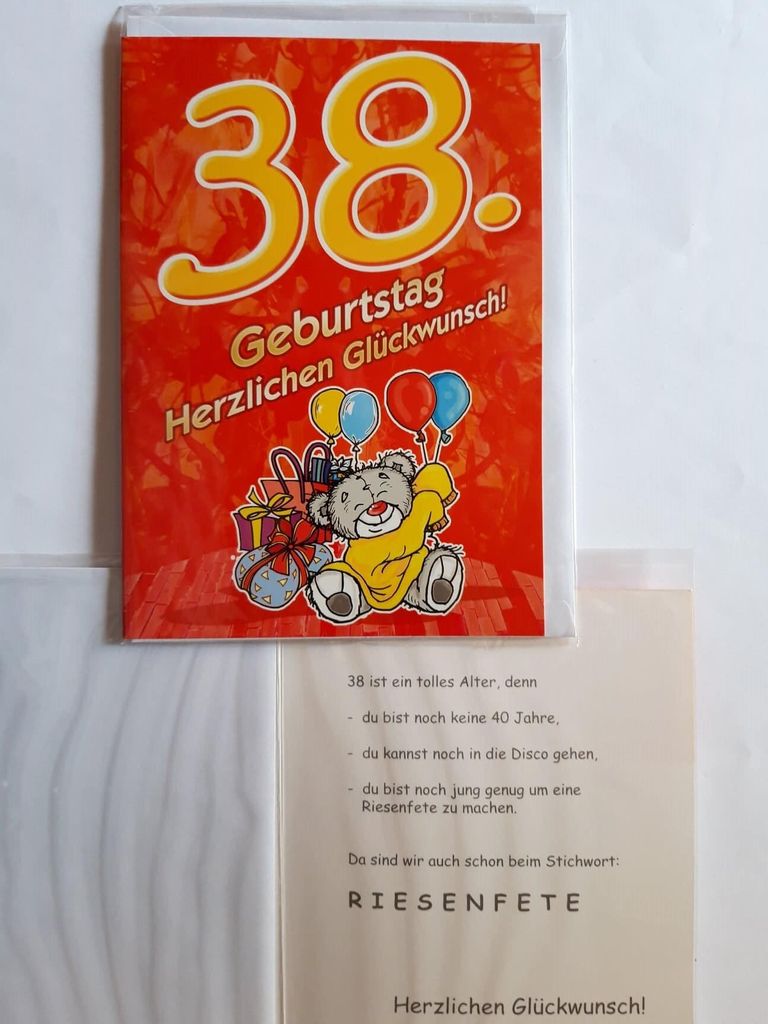 38.
Geburtstag
Herzlichen Glückwunsch!
38 ist ein tolles Alter, denn
- du bist noch keine 40 Jahre,
- du kannst noch in die Disco gehen,
- du bist noch jung genug um eine
Riesenfete zu machen.
Da sind wir auch schon beim Stichwort:
RIESENFETE
Herzlichen Glückwunsch!